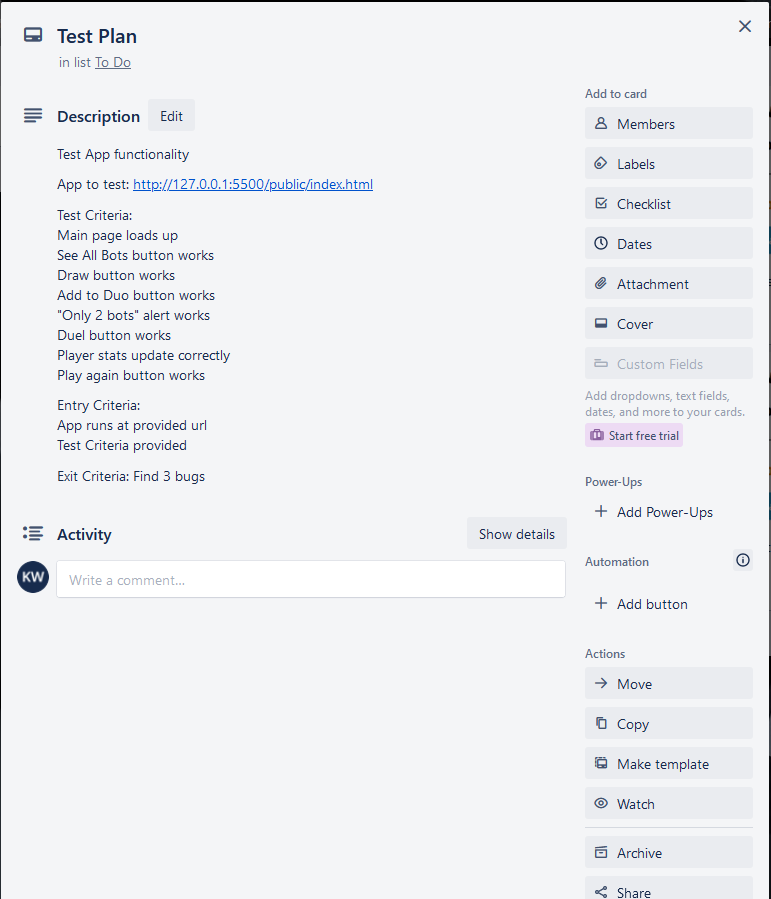 Test Plan
in list To Do
Description
Edit
Test App functionality
App to test: http://127.0.0.1:5500/public/index.html
Test Criteria:
Main page loads up
See All Bots button works
Draw button works
Add to Duo button works
"Only 2 bots" alert works
Duel button works
Player stats update correctly
Play again button works
Entry Criteria:
App runs at provided url
Test Criteria provided
Exit Criteria: Find 3 bugs
Activity
Show details
KW
Write a comment...
Add to card
Members
Labels
Checklist
Dates
Attachment
Cover
Custom Fields
Add dropdowns, text fields,
dates, and more to your cards.
Start free trial
Power-Ups
Add Power-Ups
Automation
Add button
Actions
Move
Copy
Make template
Watch
Archive
Share